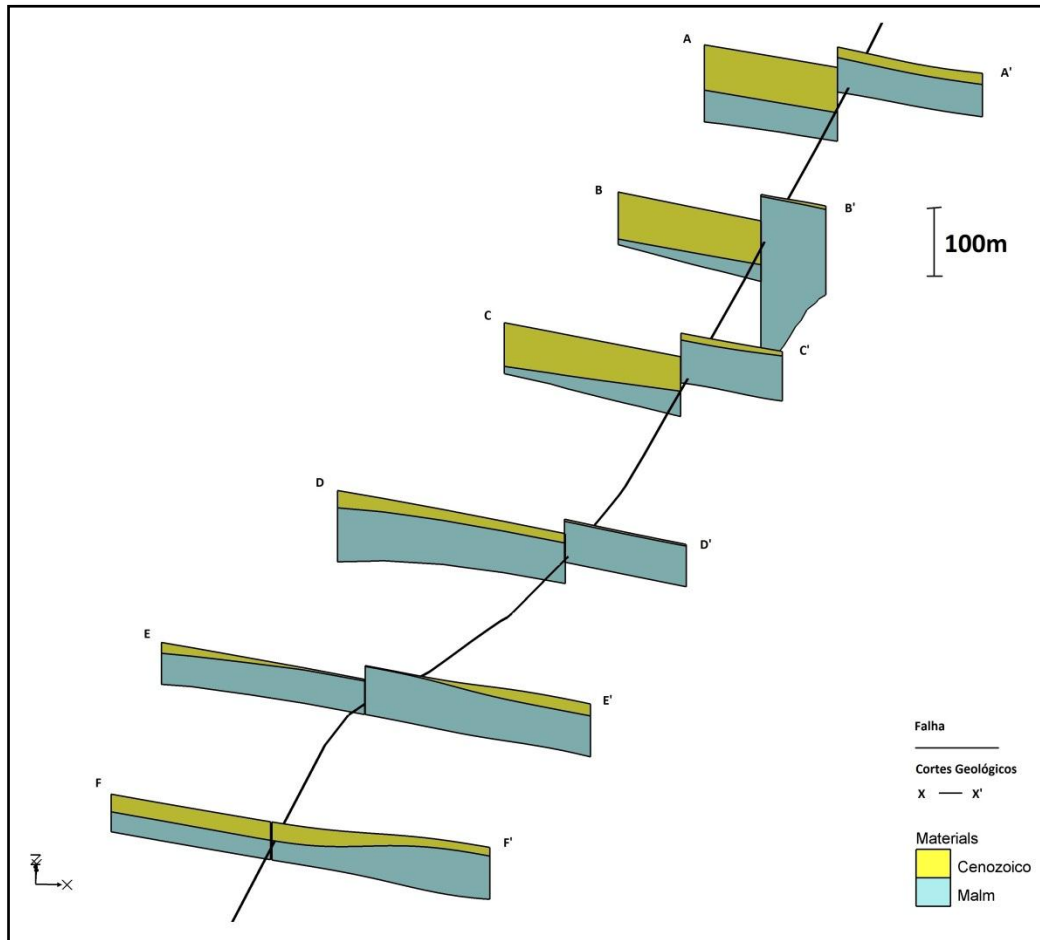 A
A'
B
B'
100m
C
C'
D
D'
E
E'
Falha
Cortes Geológicos
X — X'
F
F'
Materials
Cenozoico
Malm
Z
X